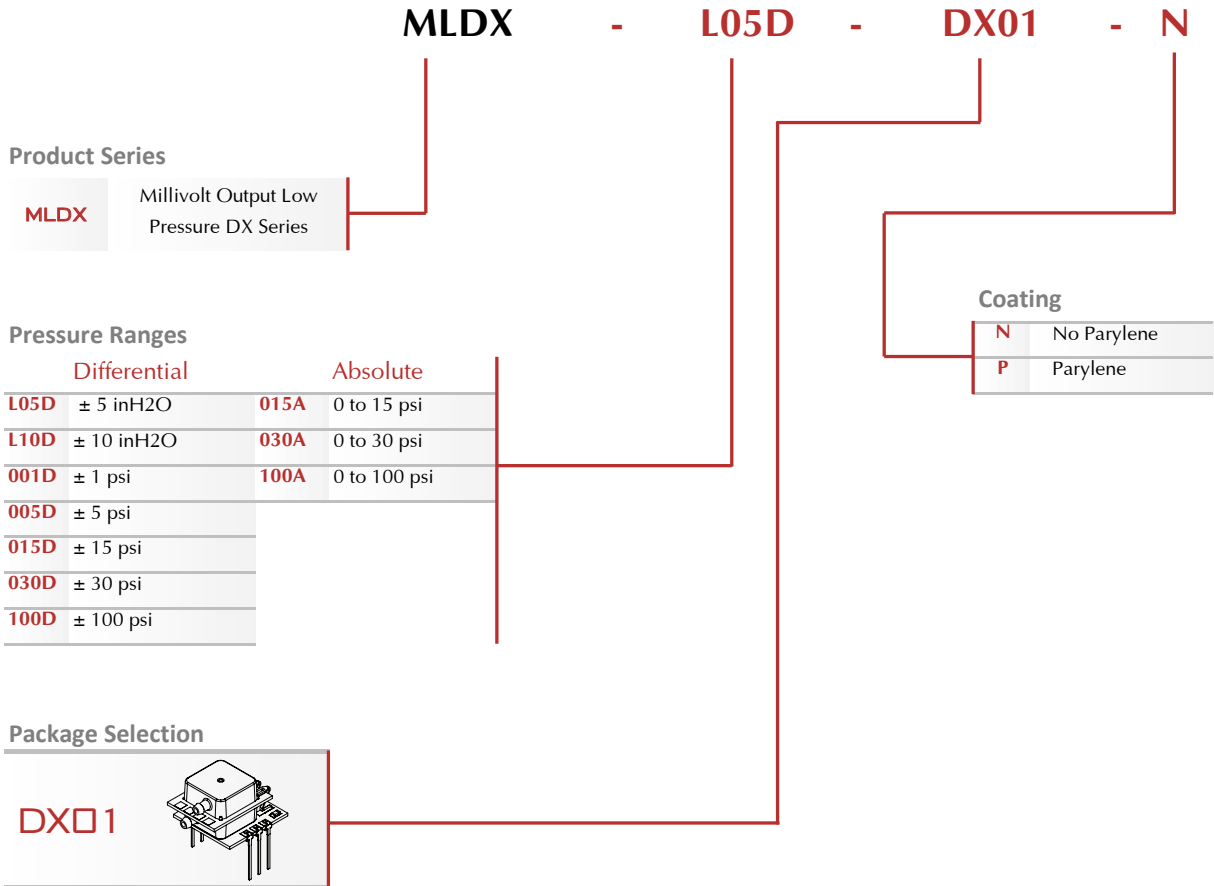 MLDX - L05D - DX01 - N
Product Series
MLDX Millivolt Output Low
Pressure DX Series
Coating
N No Parylene
P Parylene
Pressure Ranges
Differential Absolute
L05D ± 5 inH2O 015A 0 to 15 psi
L10D ± 10 inH2O 030A 0 to 30 psi
001D ± 1 psi 100A 0 to 100 psi
005D ± 5 psi
015D ± 15 psi
030D ± 30 psi
100D ± 100 psi
Package Selection
DX01